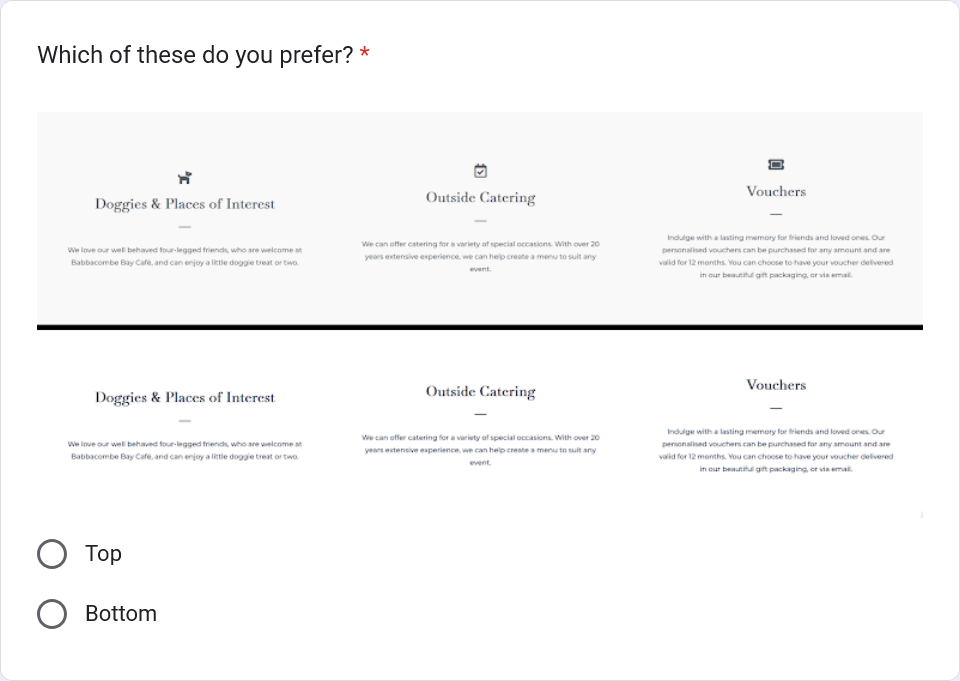 Which of these do you prefer? *
Doggies & Places of Interest
We love our well behaved four-legged friends, who are welcome at
Babbacombe Bay Café, and can enjoy a little doggie treat or two.
Outside Catering
We can offer catering for a variety of special occasions. With over 20
years extensive experience, we can help create a menu to suit any
event.
Vouchers
Indulge with a lasting memory for friends and loved ones. Our
personalised vouchers can be purchased for any amount and are
valid for 12 months. You can choose to have your voucher delivered
in our beautiful gift packaging, or via email.
Doggies & Places of Interest
We love our well behaved four-legged friends, who are welcome at
Babbacombe Bay Café, and can enjoy a little doggie treat or two.
Outside Catering
We can offer catering for a variety of special occasions. With over 20
years extensive experience, we can help create a menu to suit any
event.
Vouchers
Indulge with a lasting memory for friends and loved ones. Our
personalised vouchers can be purchased for any amount and are
valid for 12 months. You can choose to have your voucher delivered
in our beautiful gift packaging, or via email.
Top
Bottom